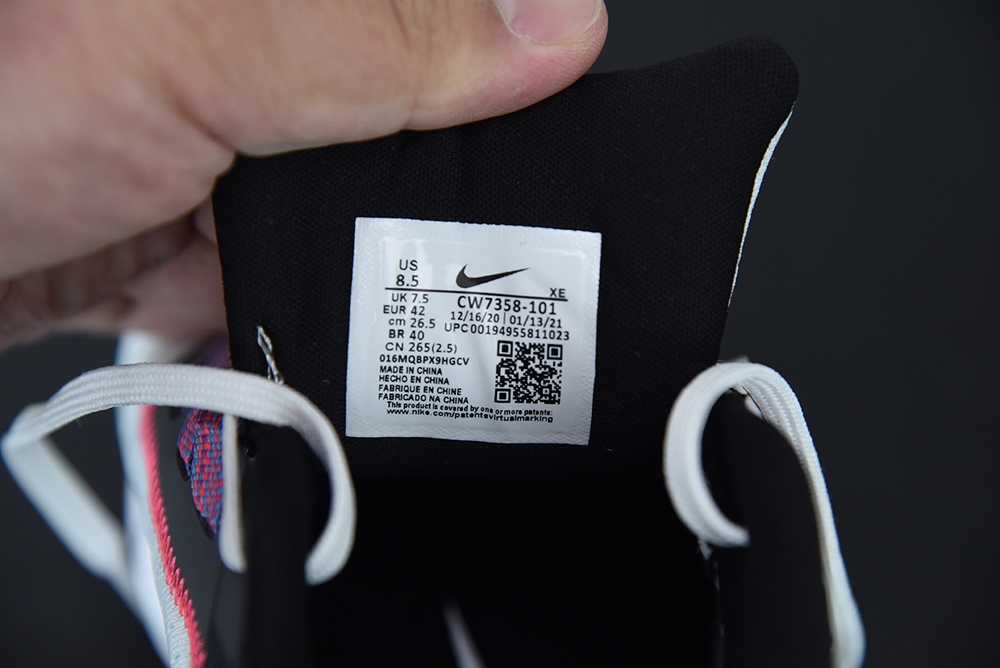 US
8.5
XE
UK 7.5
CW7358-101
EUR 42
12/16/20 | 01/13/21
cm 26.5
UPC 00194955811023
BR 40
CN 265(2.5)
016MQBPX9HGCV
MADE IN CHINA
HECHO EN CHINA
FABRIQUE EN CHINE
FABRICADO NA CHINA
This product is covered by one or more patents:
www.nike.com/patentsvirtualmarking